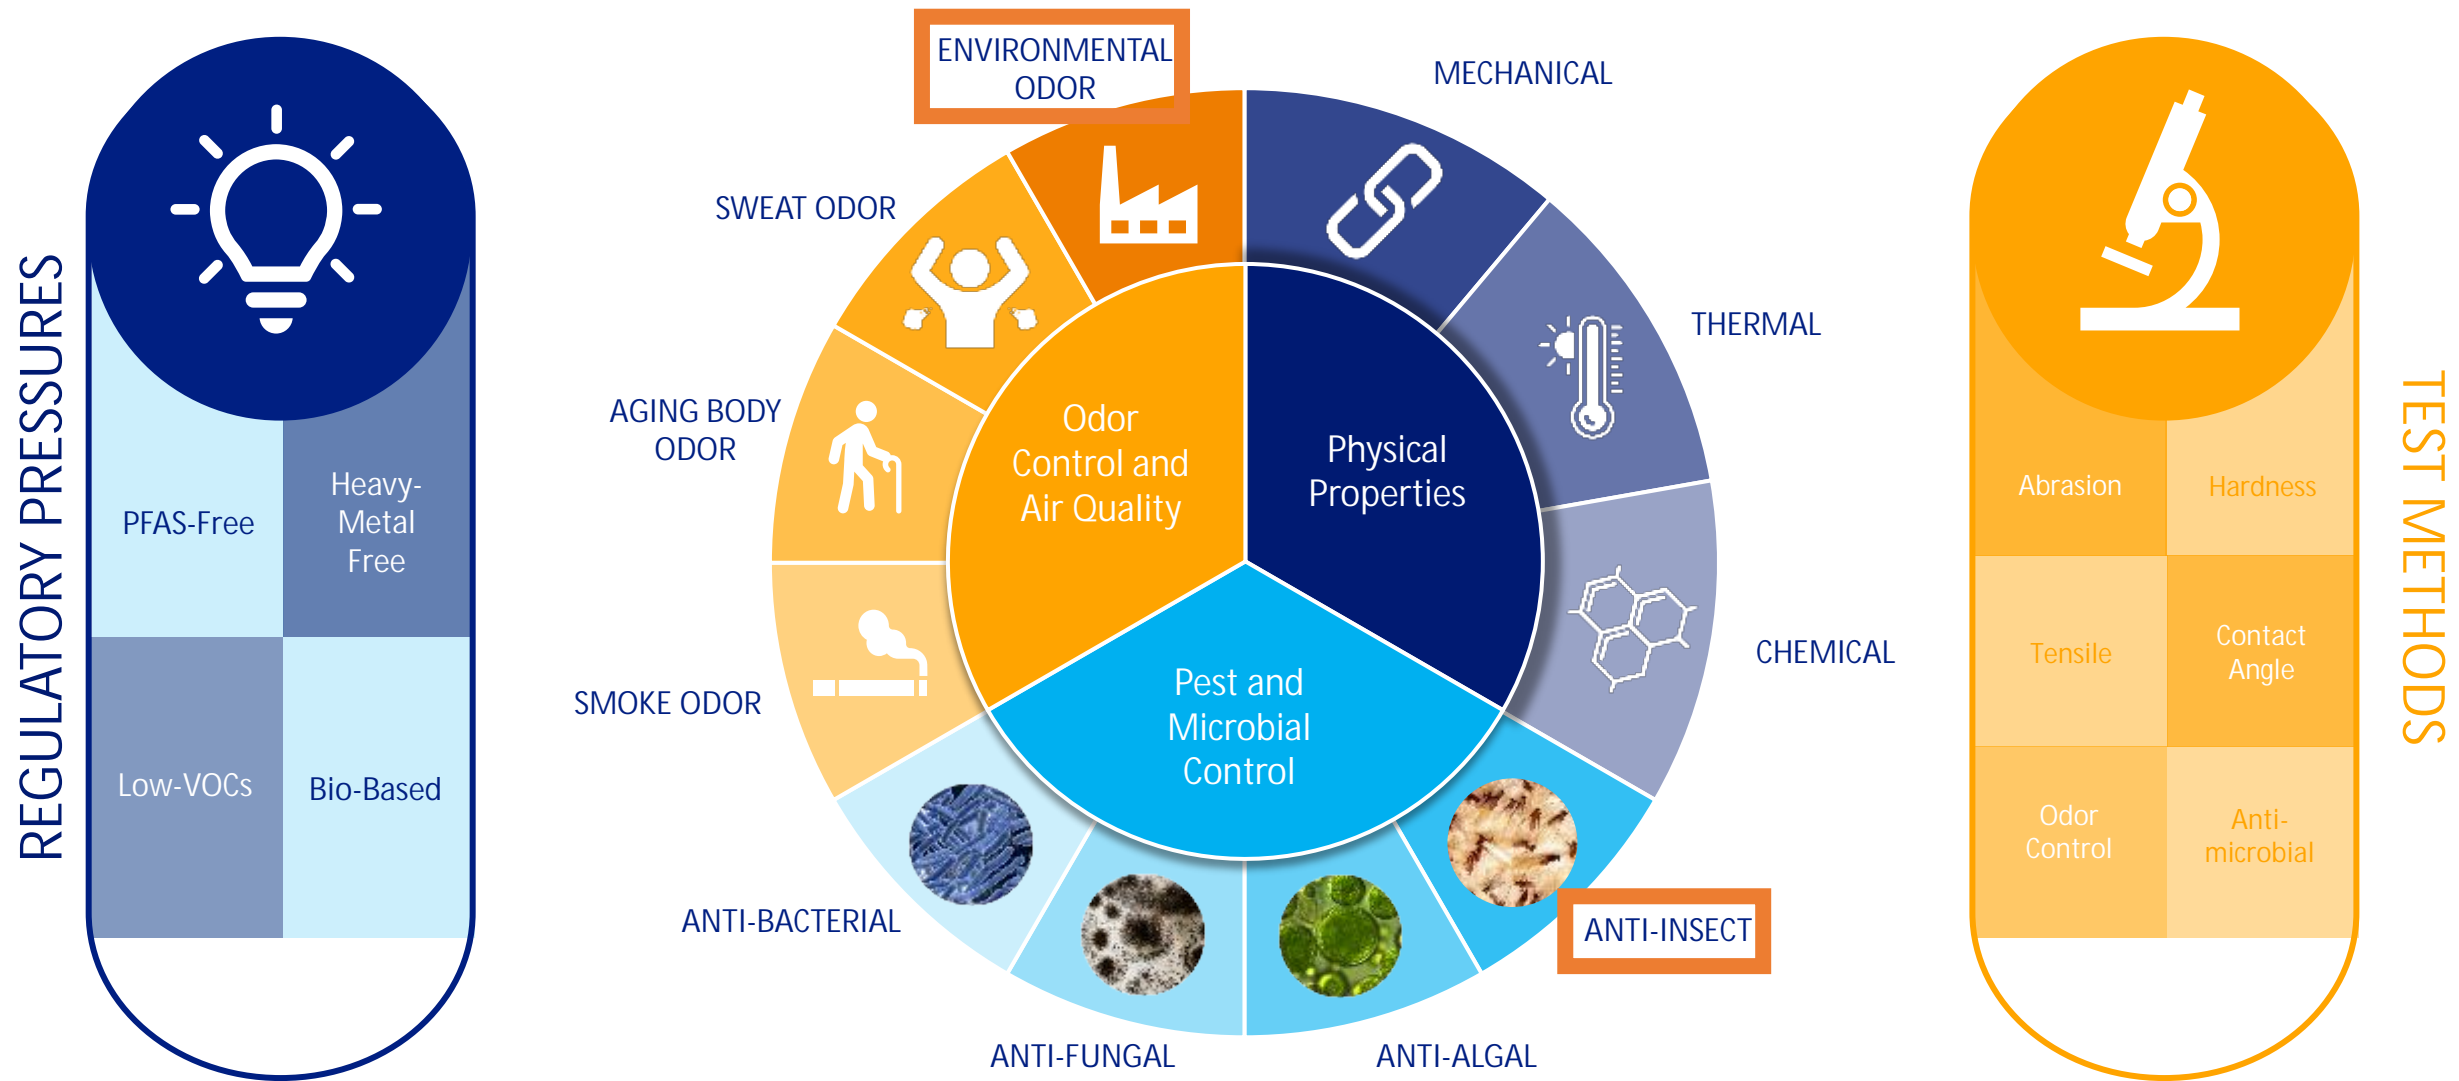 REGULATORY PRESSURES
PFAS-Free
Heavy-
Metal
Free
Low-VOCs
Bio-Based
ENVIRONMENTAL
ODOR
SWEAT ODOR
AGING BODY
ODOR
SMOKE ODOR
Odor
Control and
Air Quality
MECHANICAL
THERMAL
CHEMICAL
Physical
Properties
Pest and
Microbial
Control
ANTI-BACTERIAL
ANTI-FUNGAL
ANTI-ALGAL
ANTI-INSECT
TEST METHODS
Abrasion
Hardness
Tensile
Contact
Angle
Odor
Control
Anti-
microbial